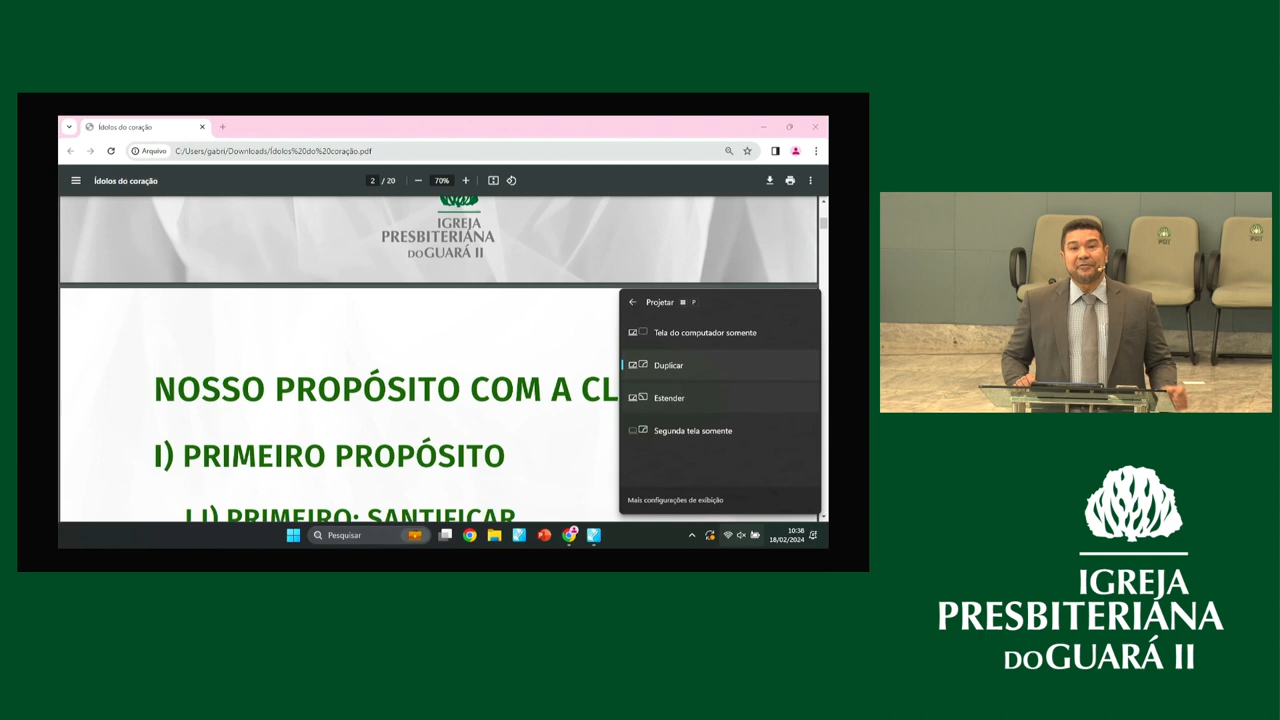 Ídolos do coração
Arquivo
C:/Users/gabri/Downloads/Ídolos%20do%20coração.pdf
Ídolos do coração
2 / 20
70%
IGREJA
PRESBITERIANA
DO GUARÁ II
NOSSO PROPÓSITO COM A CL
I) PRIMEIRO PROPÓSITO
I.I) PRIMEIRO: SANTIFICAR
Projetar
P
Tela do computador somente
Duplicar
Estender
Segunda tela somente
Mais configurações de exibição
Pesquisar
10:38
18/02/2024
IGREJA
PRESBITERIANA
DO GUARÁ II